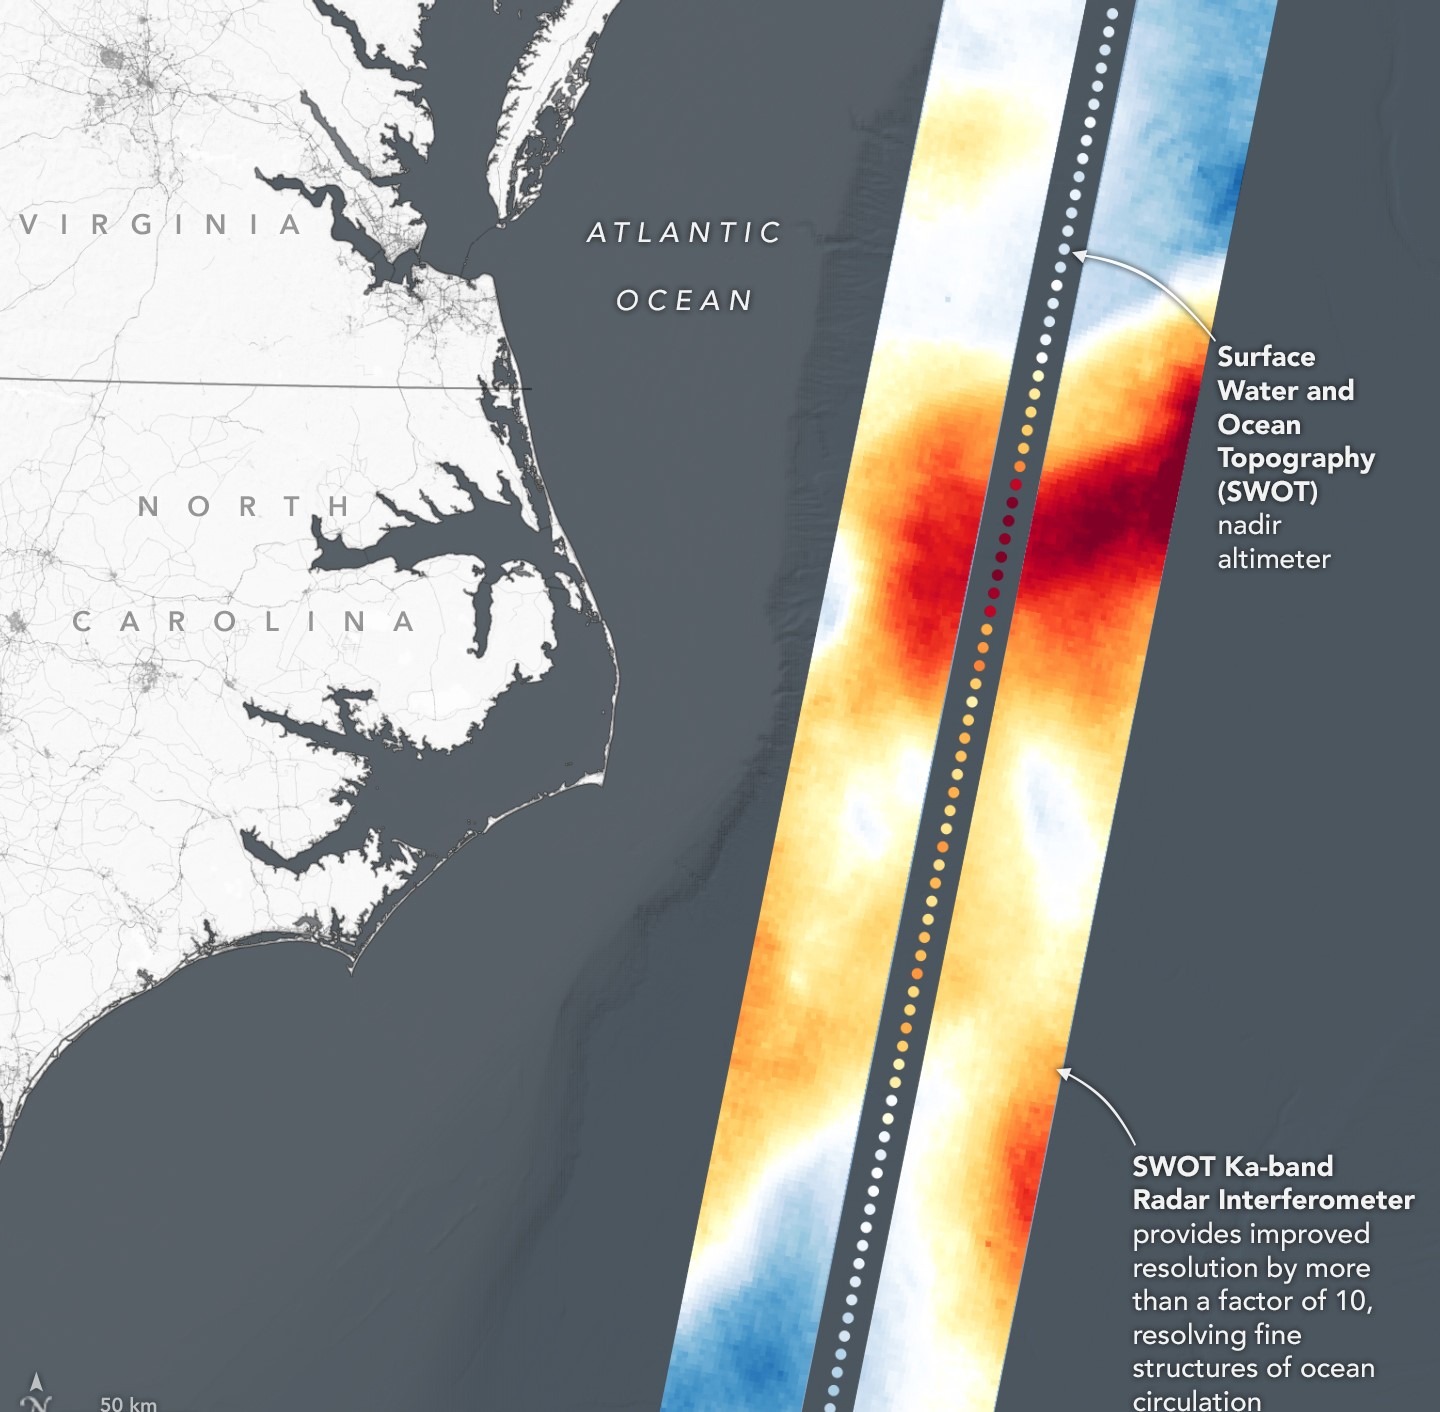 VIRGINIA
ATLANTIC
OCEAN
Surface
Water and
Ocean
Topography
(SWOT)
nadir
altimeter
NORTH
CAROLINA
SWOT Ka-band
Radar Interferometer
provides improved
resolution by more
than a factor of 10,
resolving fine
structures of ocean
circulation
N
50 km